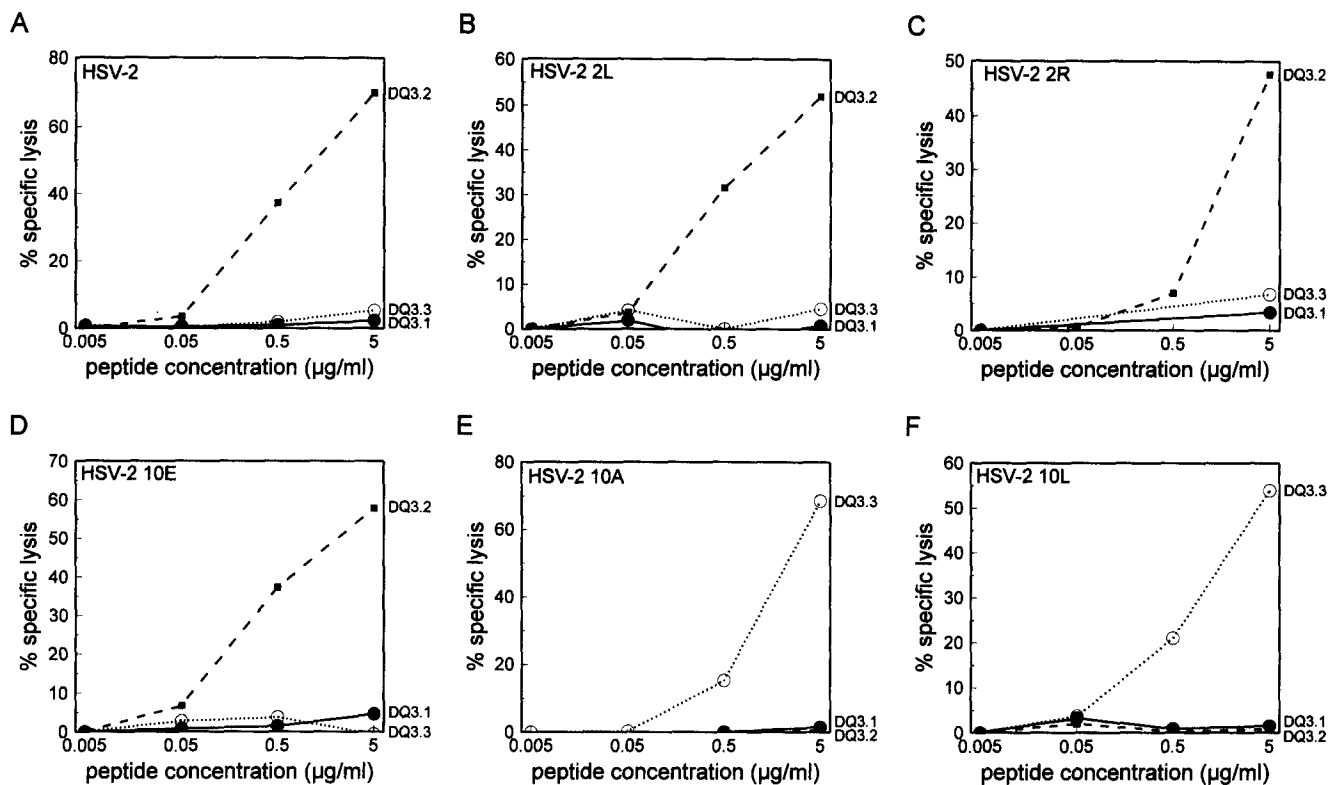 A
HSV-2
% specific lysis
80
60
40
20
0
0.005 0.05 0.5 5
peptide concentration (µg/ml)
DQ3.2
DQ3.3
DQ3.1
B
HSV-2 2L
% specific lysis
60
50
40
30
20
10
0
0.005 0.05 0.5 5
peptide concentration (µg/ml)
DQ3.2
DQ3.3
DQ3.1
C
HSV-2 2R
% specific lysis
50
40
30
20
10
0
0.005 0.05 0.5 5
peptide concentration (µg/ml)
DQ3.2
DQ3.3
DQ3.1
D
HSV-2 10E
% specific lysis
70
60
50
40
30
20
10
0
0.005 0.05 0.5 5
peptide concentration (µg/ml)
DQ3.2
DQ3.1
DQ3.3
E
HSV-2 10A
% specific lysis
80
60
40
20
0
0.005 0.05 0.5 5
peptide concentration (µg/ml)
DQ3.3
DQ3.1
DQ3.2
F
HSV-2 10L
% specific lysis
60
50
40
30
20
10
0
0.005 0.05 0.5 5
peptide concentration (µg/ml)
DQ3.3
DQ3.1
DQ3.2